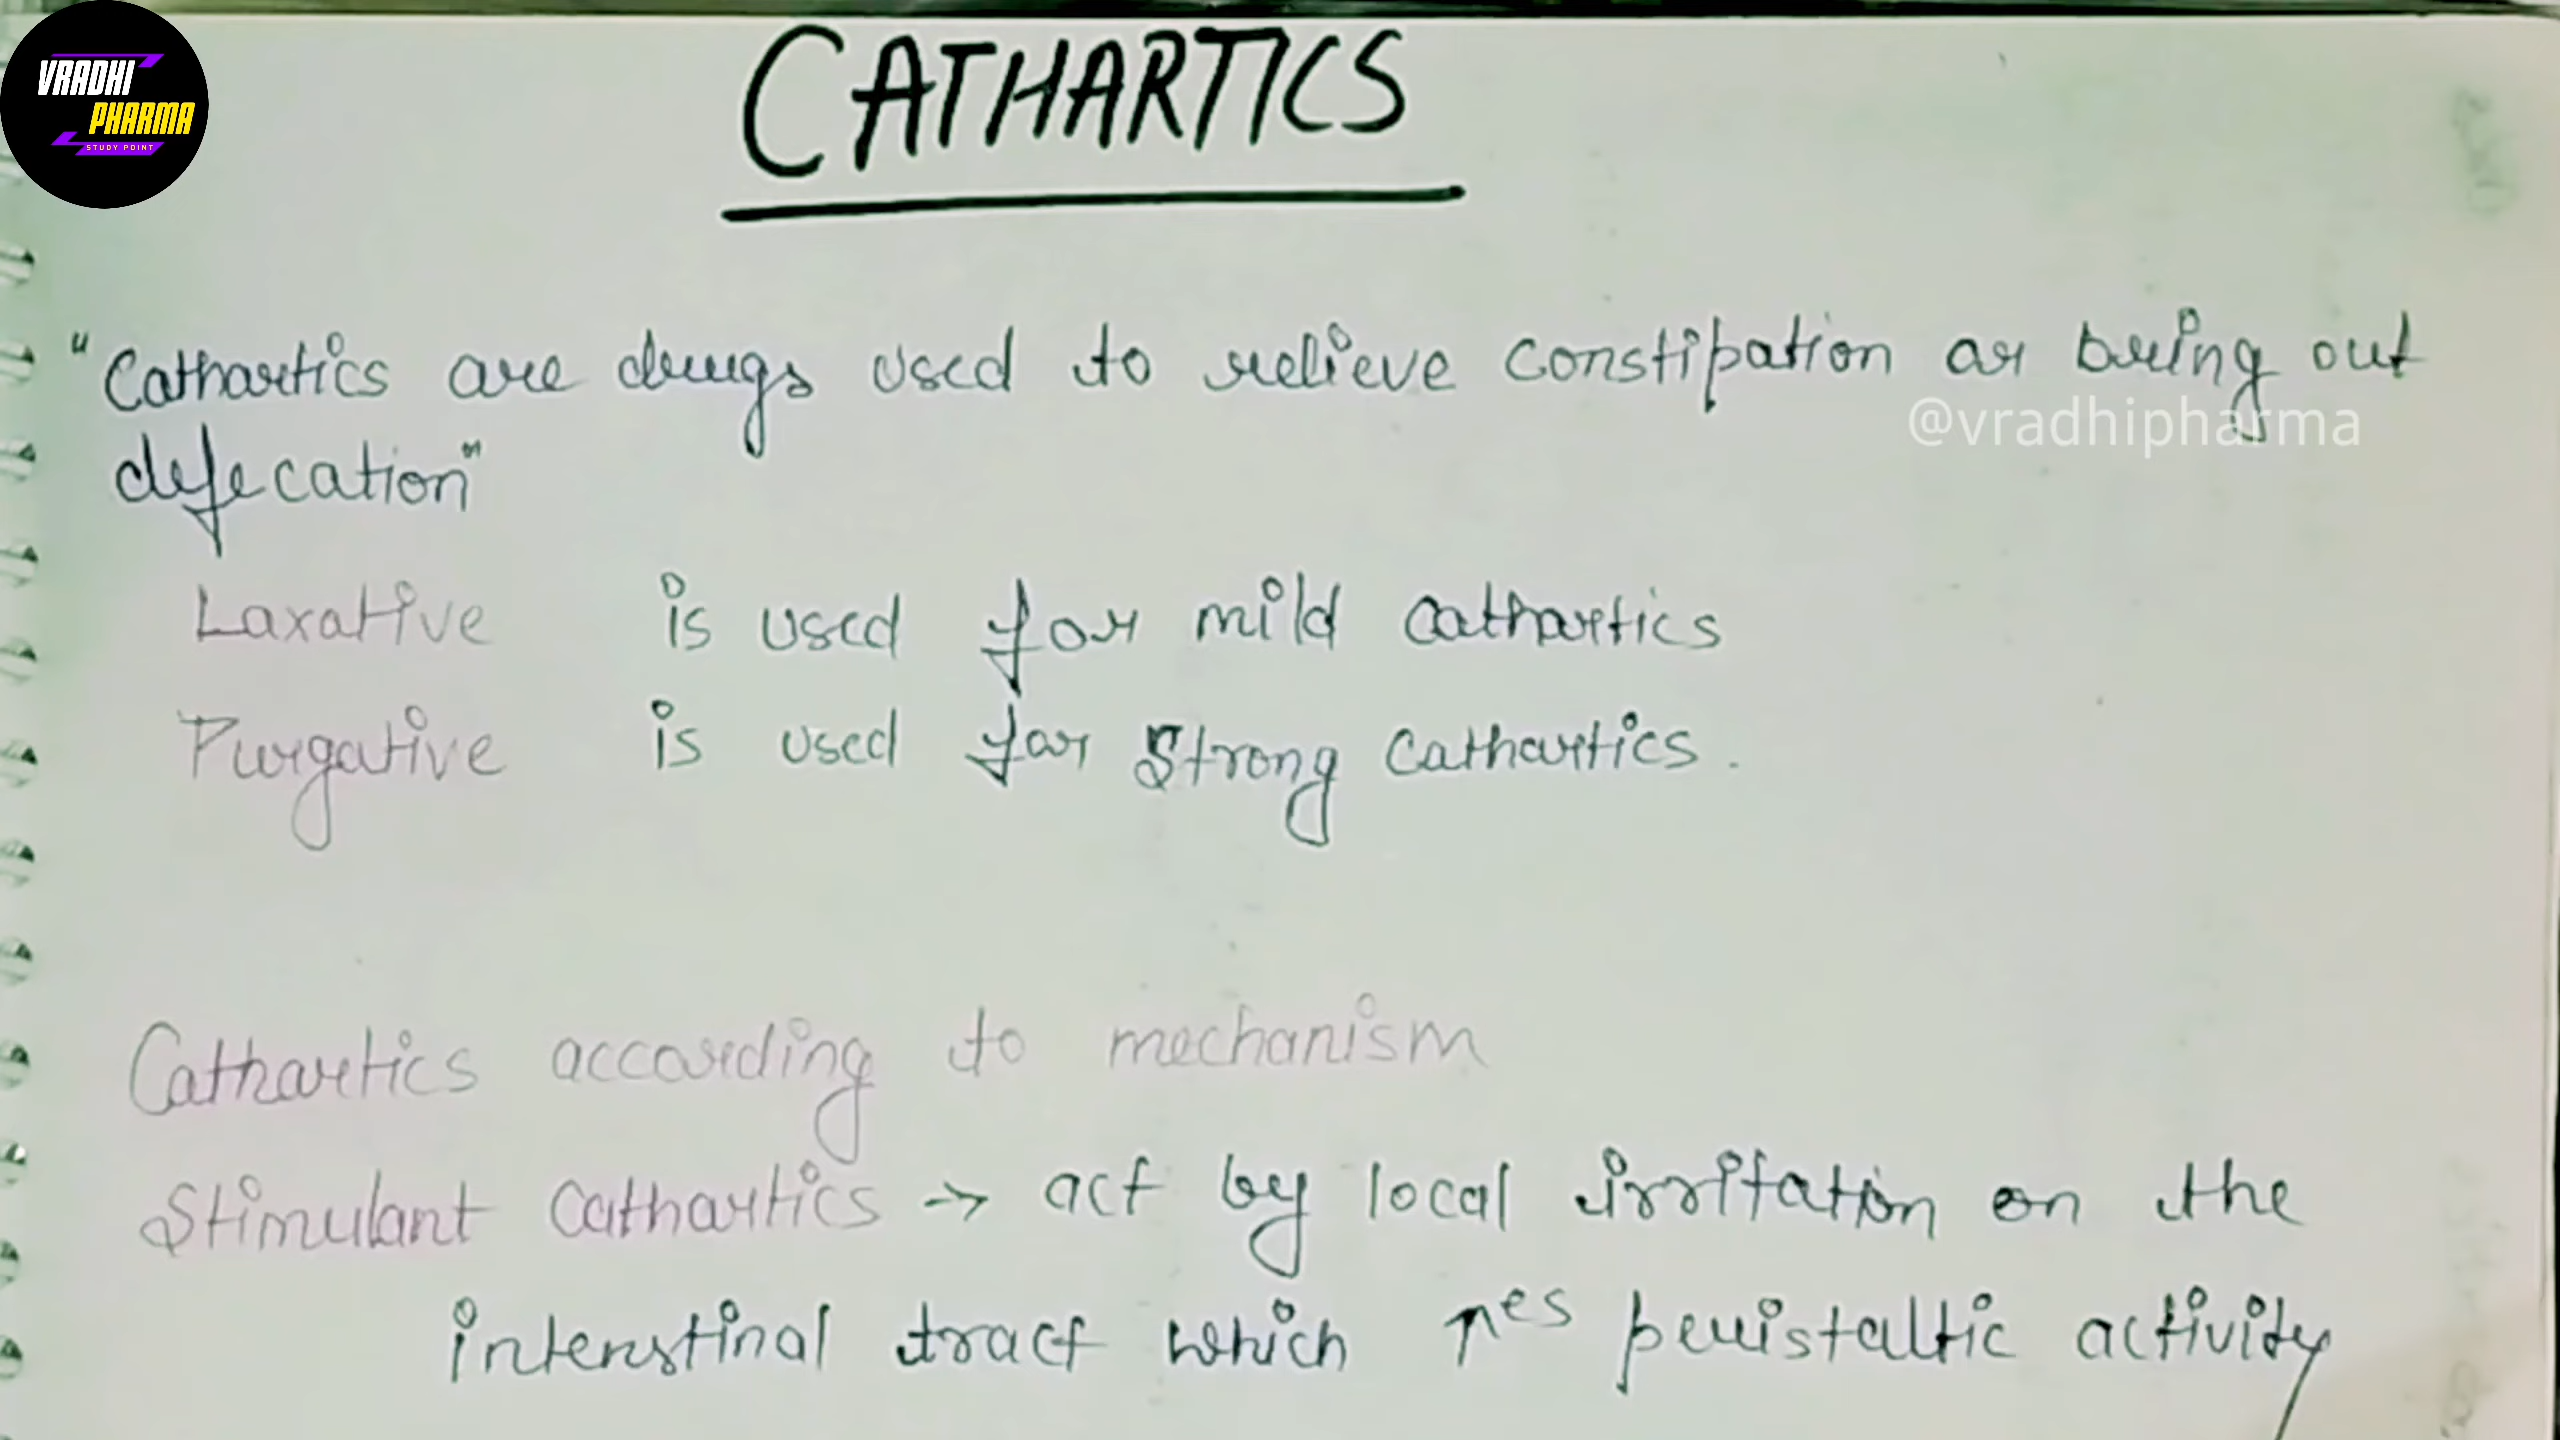 VRADHI
PHARMA
STUDY POINT
CATHARTICS
"Cathartics are drugs used to relieve constipation or bring out
@vradhipharma
defecation"
Laxative is used for mild cathartics
Purgative is used for Strong Cathartics.
Cathartics according to mechanism
Stimulant Cathartics → act by local irritation on the
intenstinal tract which ↑es peristaltic activity